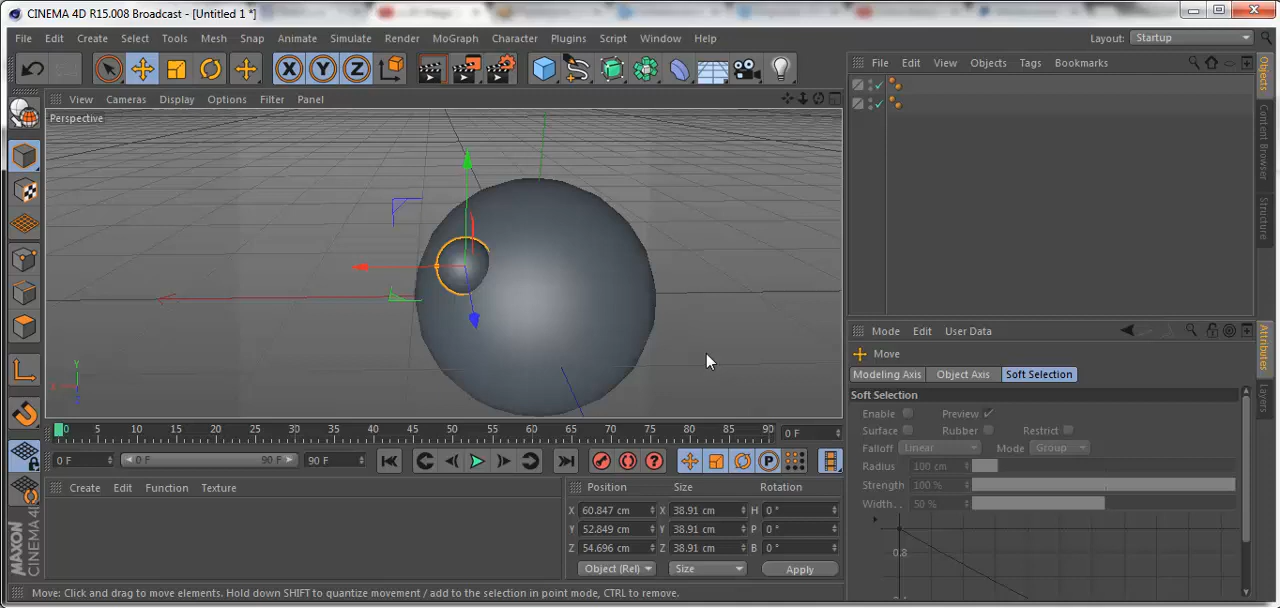 CINEMA 4D R15.008 Broadcast - [Untitled 1 *]
File Edit Create Select Tools Mesh Snap Animate Simulate Render MoGraph Character Plugins Script Window Help
Layout: Startup
X Y Z
P
View Cameras Display Options Filter Panel
Perspective
Y
File Edit View Objects Tags Bookmarks
Objects
Content Browser
Structure
Mode Edit User Data
Move
Modeling Axis Object Axis Soft Selection
Soft Selection
Enable Preview
Surface Rubber Restrict
Falloff Linear Mode Group
Radius 100 cm
Strength 100 %
Width. . 50 %
0.8
Attributes
Layers
0 5 10 15 20 25 30 35 40 45 50 55 60 65 70 75 80 85 90 0 F
0 F 0 F 90 F 90 F
Create Edit Function Texture
Position Size Rotation
X 60.847 cm X 38.91 cm H 0 °
Y 52.849 cm Y 38.91 cm P 0 °
Z 54.696 cm Z 38.91 cm B 0 °
Object (Rel) Size Apply
MAXON CINEMA 4D
Move: Click and drag to move elements. Hold down SHIFT to quantize movement / add to the selection in point mode, CTRL to remove.